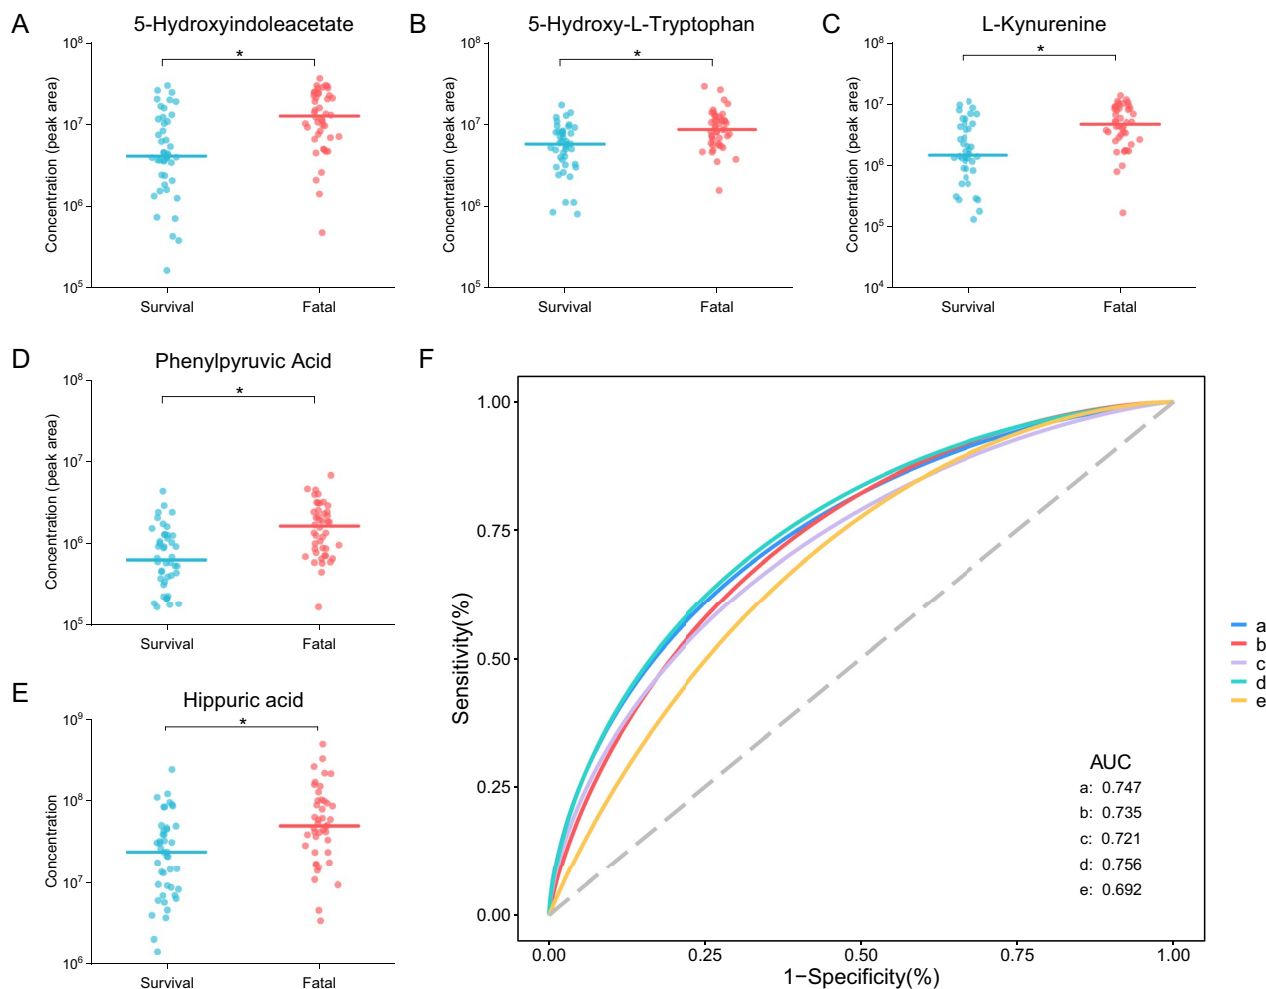 A
5-Hydroxyindoleacetate
*
Concentration (peak area)
10⁸
10⁷
10⁶
10⁵
Survival
Fatal
B
5-Hydroxy-L-Tryptophan
*
Concentration (peak area)
10⁸
10⁷
10⁶
10⁵
Survival
Fatal
C
L-Kynurenine
*
Concentration (peak area)
10⁸
10⁷
10⁶
10⁵
10⁴
Survival
Fatal
D
Phenylpyruvic Acid
*
Concentration (peak area)
10⁸
10⁷
10⁶
10⁵
Survival
Fatal
E
Hippuric acid
*
Concentration
10⁹
10⁸
10⁷
10⁶
Survival
Fatal
F
Sensitivity(%)
1.00
0.75
0.50
0.25
0.00
0.00
0.25
0.50
0.75
1.00
1−Specificity(%)
AUC
a: 0.747
b: 0.735
c: 0.721
d: 0.756
e: 0.692
a
b
c
d
e